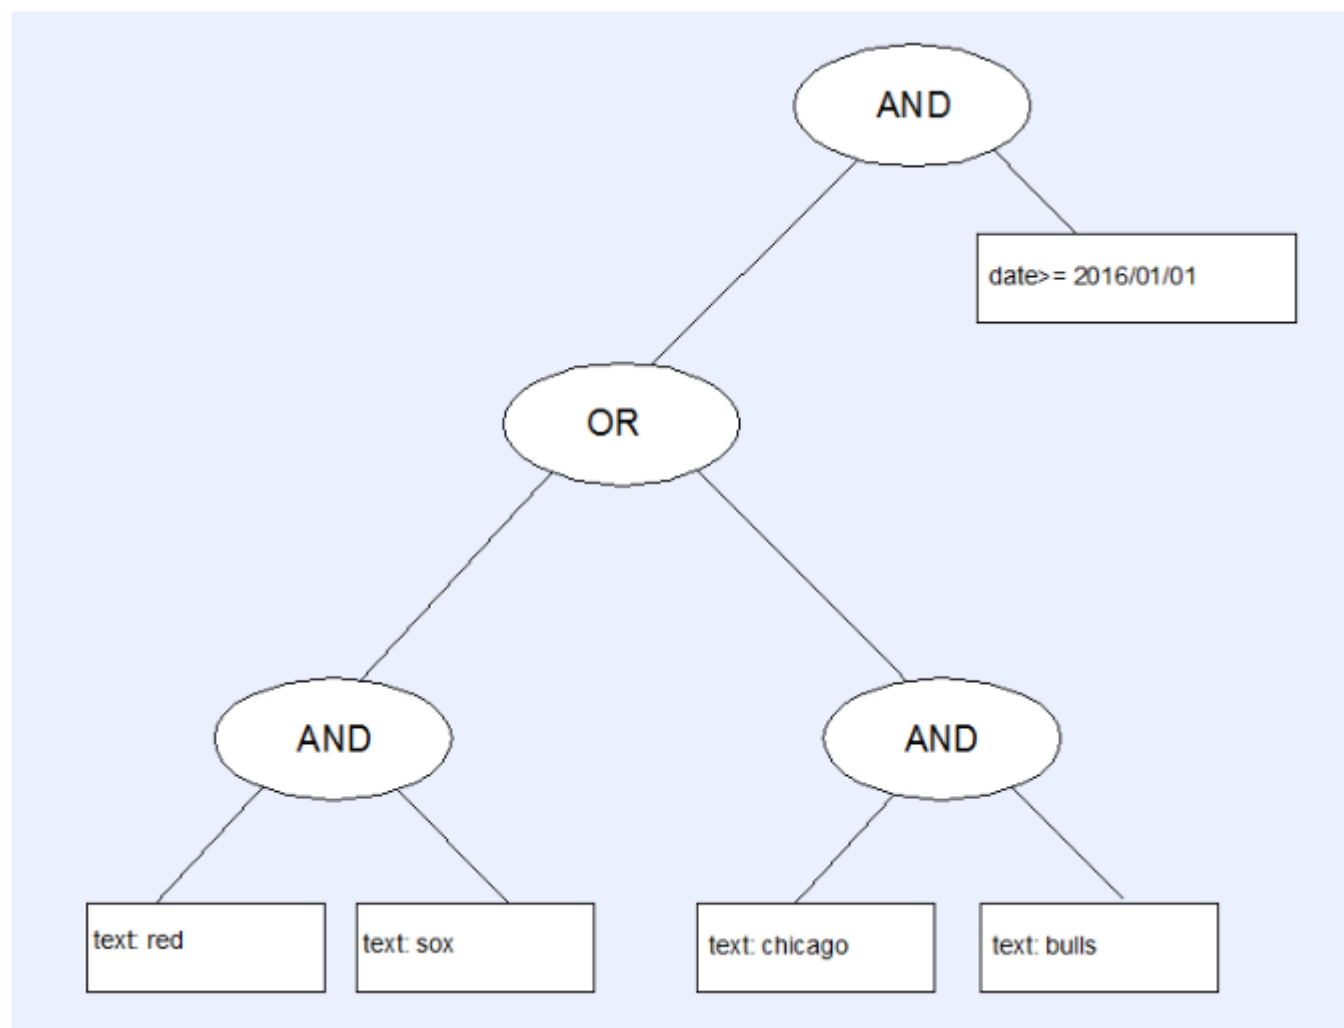 AND
date>= 2016/01/01
OR
AND
AND
text: red
text: sox
text: chicago
text: bulls